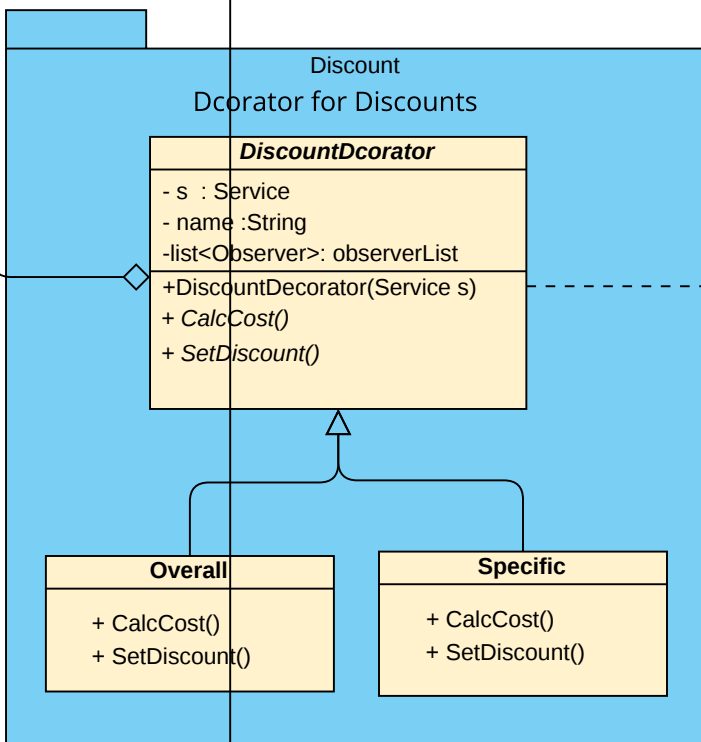 Discount
Dcorator for Discounts
DiscountDcorator
- s : Service
- name :String
-list<Observer>: observerList
+DiscountDecorator(Service s)
+ CalcCost()
+ SetDiscount()
Overall
+ CalcCost()
+ SetDiscount()
Specific
+ CalcCost()
+ SetDiscount()